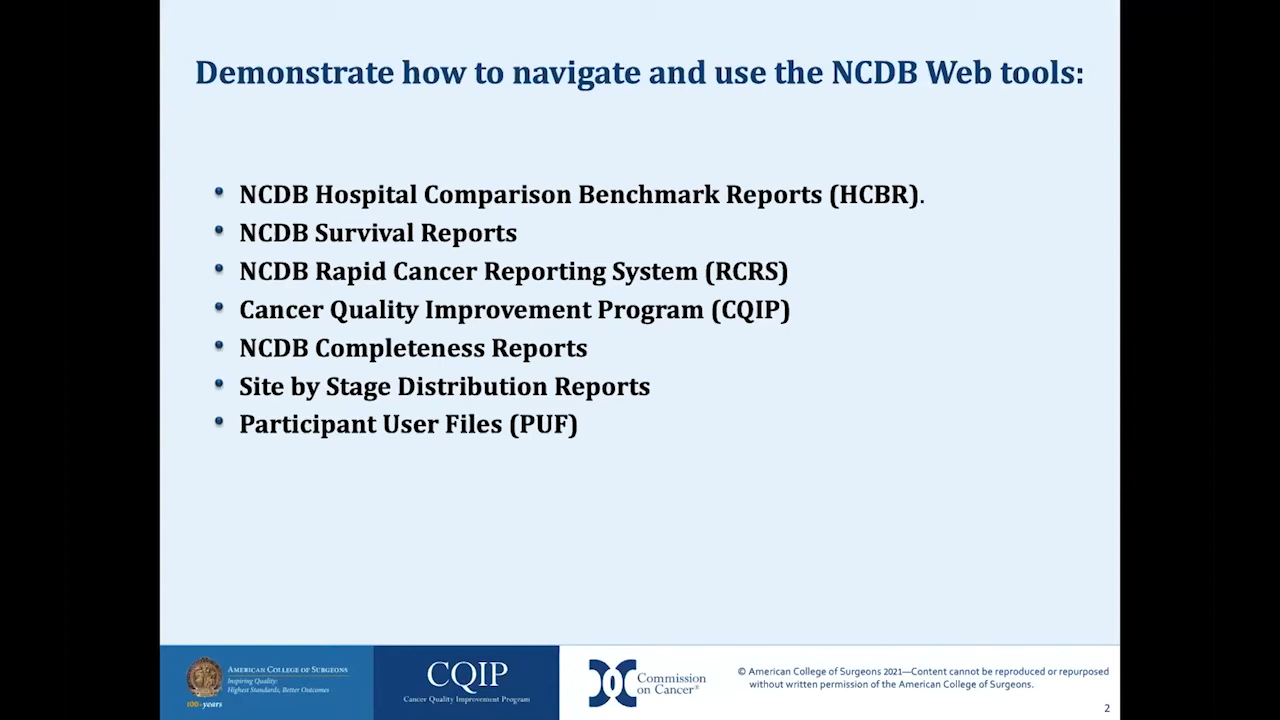 Demonstrate how to navigate and use the NCDB Web tools:
• NCDB Hospital Comparison Benchmark Reports (HCBR).
• NCDB Survival Reports
• NCDB Rapid Cancer Reporting System (RCRS)
• Cancer Quality Improvement Program (CQIP)
• NCDB Completeness Reports
• Site by Stage Distribution Reports
• Participant User Files (PUF)
American College of Surgeons
Inspiring Quality:
Highest Standards, Better Outcomes
100+years
CQIP
Cancer Quality Improvement Program
Commission
on Cancer®
© American College of Surgeons 2021—Content cannot be reproduced or repurposed
without written permission of the American College of Surgeons.
2